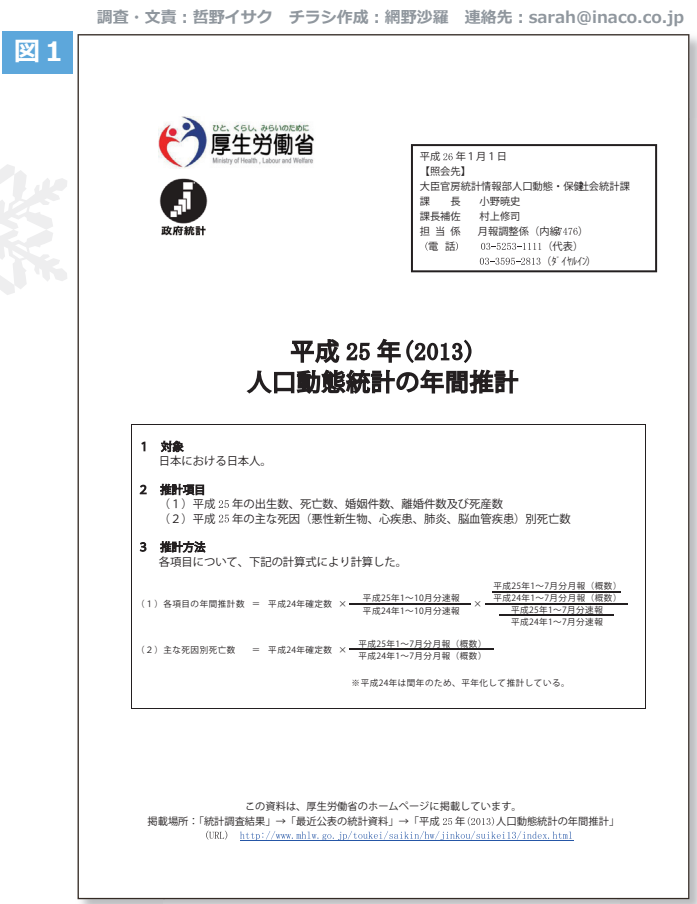 調査・文責：哲野イサク　チラシ作成：網野沙羅　連絡先：sarah@inaco.co.jp
図１
ひと、くらし、みらいのために
厚生労働省
Ministry of Health, Labour and Welfare
政府統計
平成 26 年 1 月 1 日
【照会先】
大臣官房統計情報部人口動態・保健社会統計課
課　　長　　小野暁史
課長補佐　　村上修司
担 当 係　　月報調整係（内線7476）
（電 話）　　03-5253-1111（代表）
03-3595-2813（ﾀﾞｲﾔﾙｲﾝ）
平成 25 年(2013)
人口動態統計の年間推計
１　対象
日本における日本人。
２　推計項目
（１）平成 25 年の出生数、死亡数、婚姻件数、離婚件数及び死産数
（２）平成 25 年の主な死因（悪性新生物、心疾患、肺炎、脳血管疾患）別死亡数
３　推計方法
各項目について、下記の計算式により計算した。
（１）各項目の年間推計数　＝　平成24年確定数　×　平成25年1～10月分速報
平成24年1～10月分速報
×　平成25年1～7月分月報（概数）
平成24年1～7月分月報（概数）
平成25年1～7月分速報
平成24年1～7月分速報
（２）主な死因別死亡数　＝　平成24年確定数　×　平成25年1～7月分月報（概数）
平成24年1～7月分月報（概数）
※平成24年は閏年のため、平年化して推計している。
この資料は、厚生労働省のホームページに掲載しています。
掲載場所：「統計調査結果」→「最近公表の統計資料」→「平成 25 年(2013)人口動態統計の年間推計」
(URL)　http://www.mhlw.go.jp/toukei/saikin/hw/jinkou/suikei13/index.html